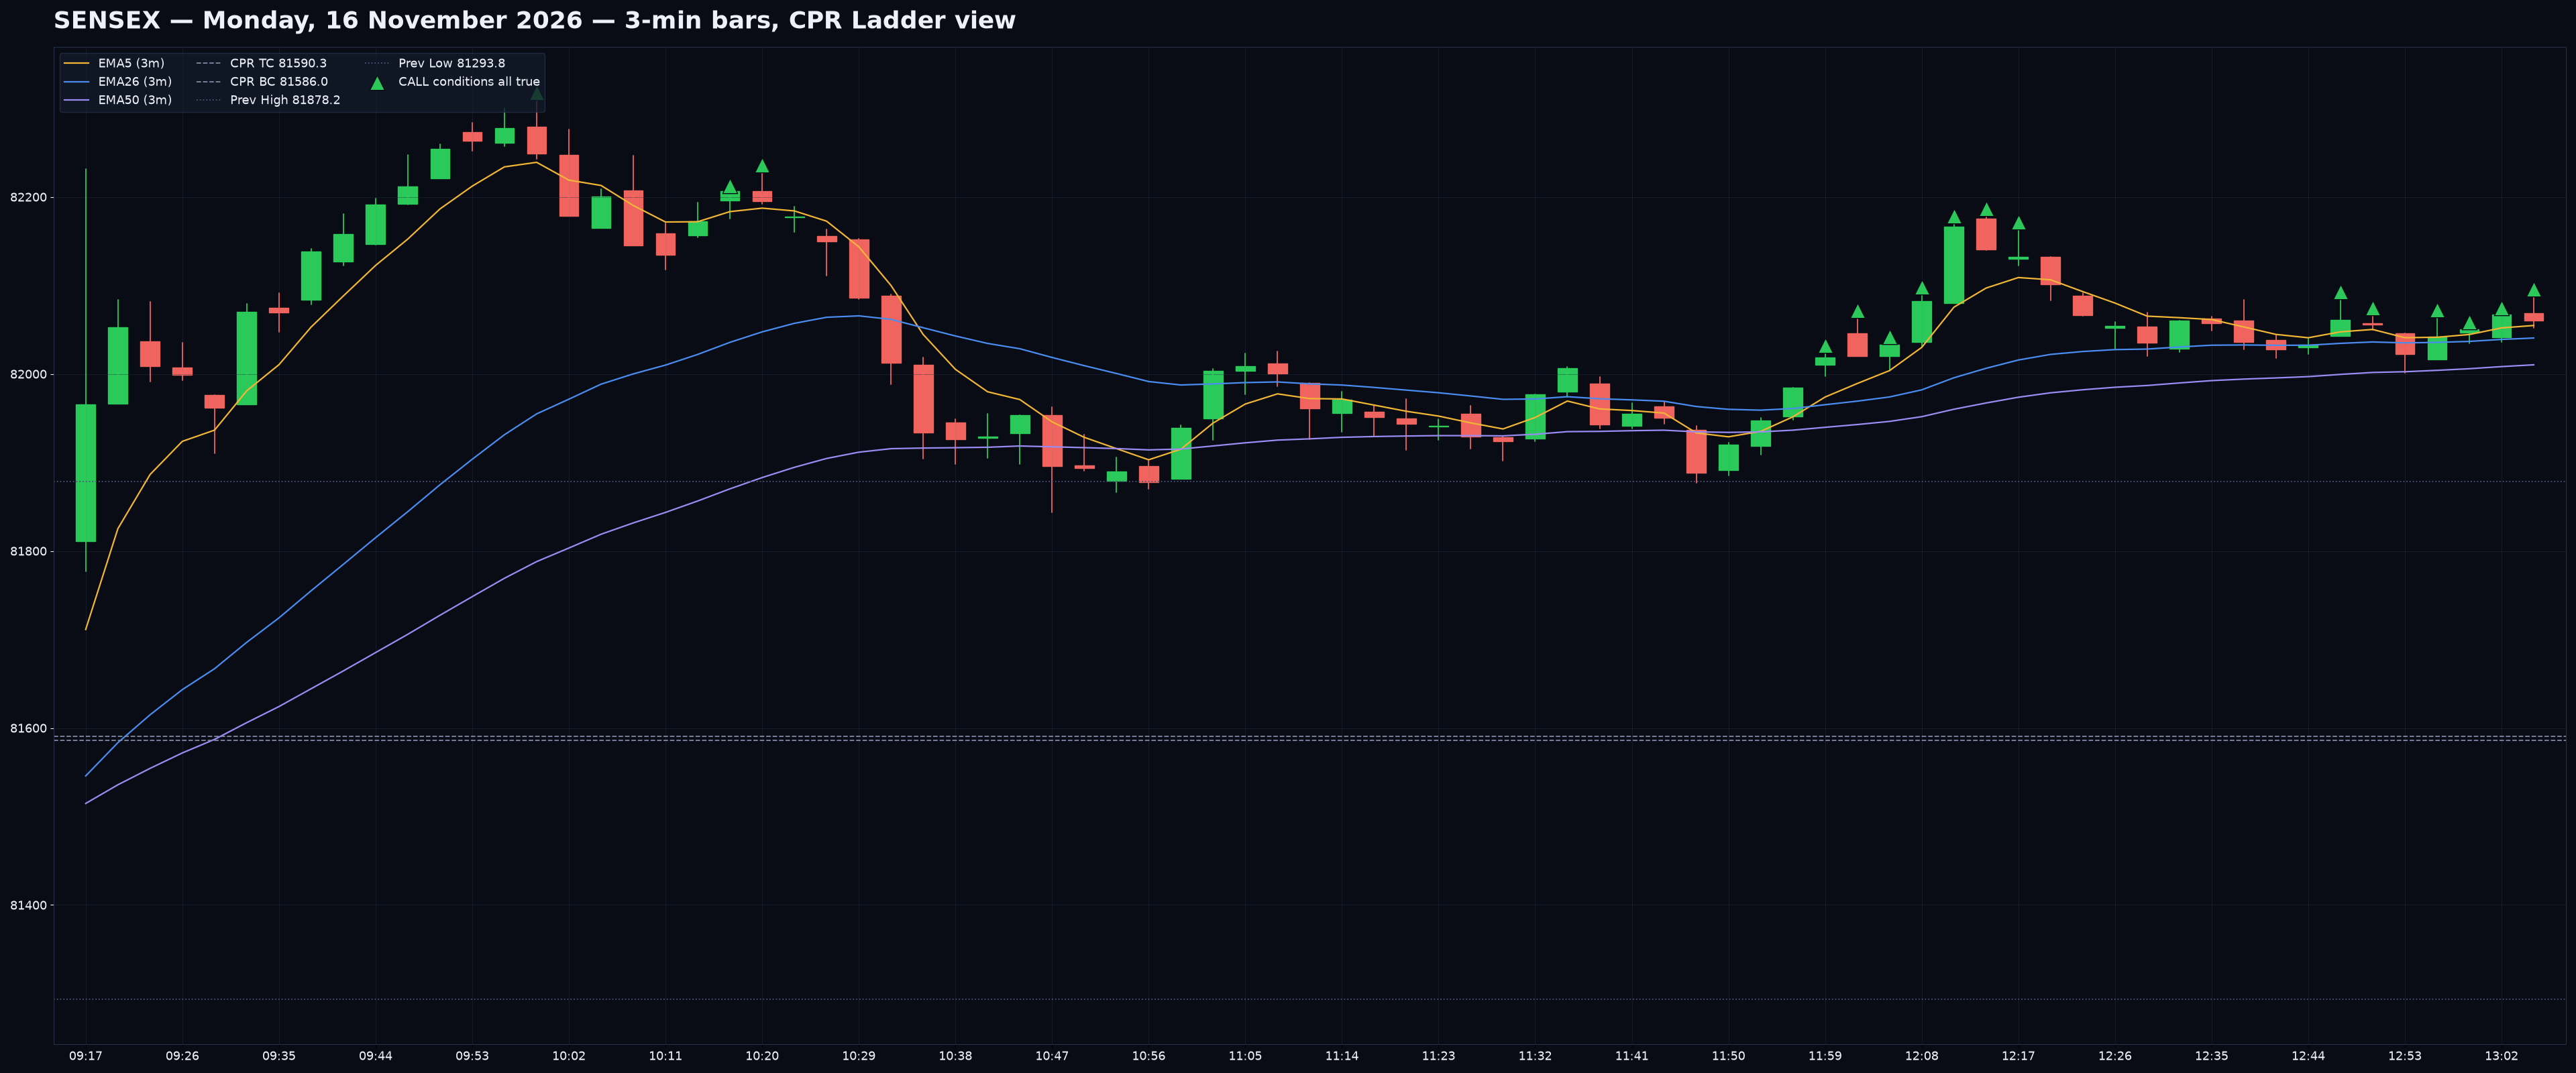 SENSEX — Monday, 16 November 2026 — 3-min bars, CPR Ladder view
EMA5 (3m)
EMA26 (3m)
EMA50 (3m)
CPR TC 81590.3
CPR BC 81586.0
Prev High 81878.2
Prev Low 81293.8
CALL conditions all true
82200
82000
81800
81600
81400
09:17 09:26 09:35 09:44 09:53 10:02 10:11 10:20 10:29 10:38 10:47 10:56 11:05 11:14 11:23 11:32 11:41 11:50 11:59 12:08 12:17 12:26 12:35 12:44 12:53 13:02